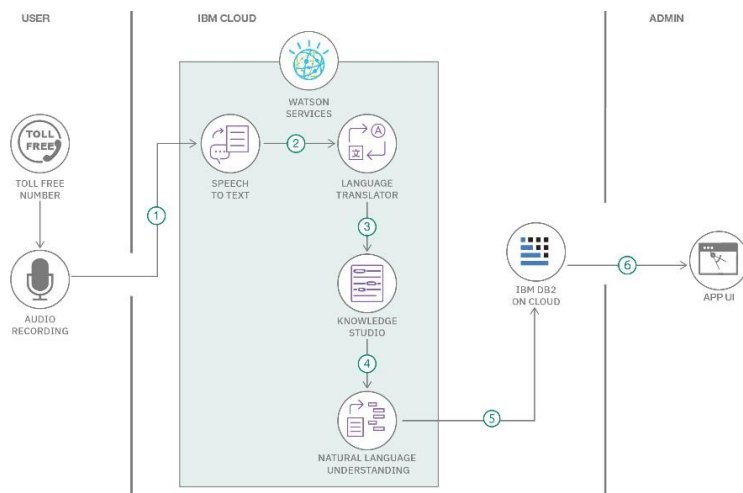 USER
IBM CLOUD
ADMIN
WATSON
SERVICES
TOLL
FREE
TOLL FREE
NUMBER
1
SPEECH
TO TEXT
2
A
文
LANGUAGE
TRANSLATOR
3
AUDIO
RECORDING
KNOWLEDGE
STUDIO
4
NATURAL LANGUAGE
UNDERSTANDING
5
IBM DB2
ON CLOUD
6
APP UI